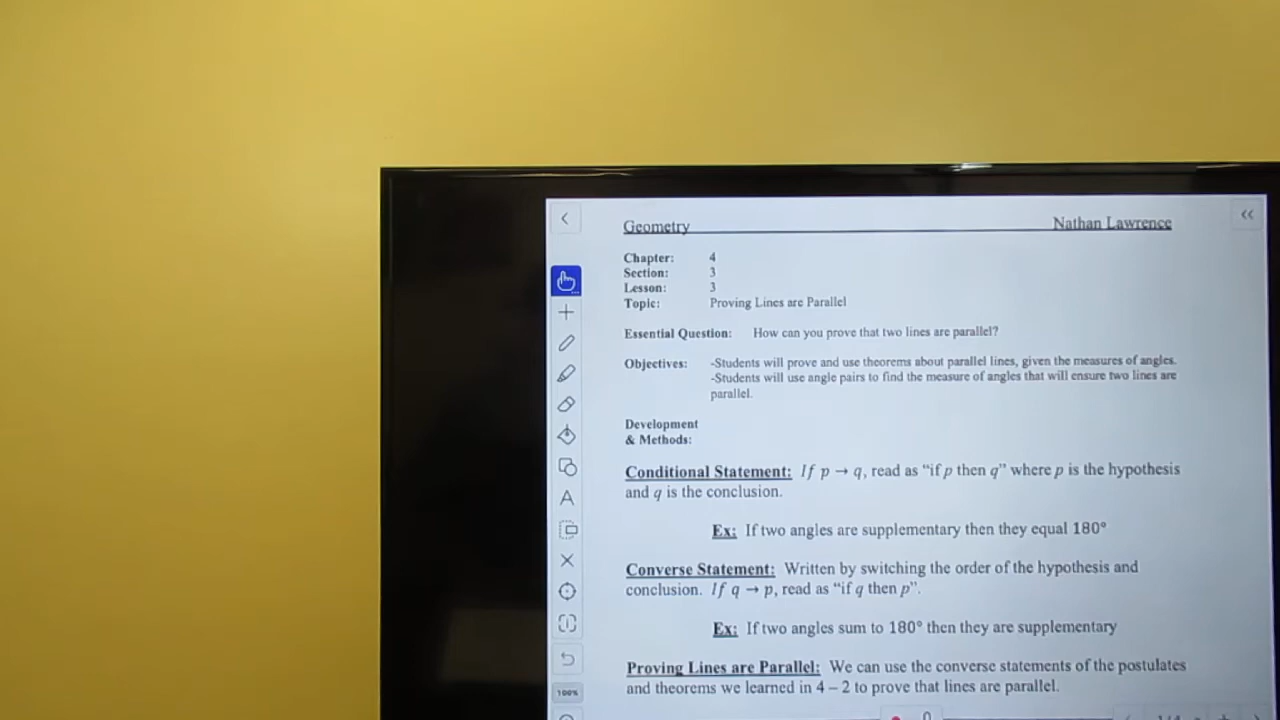 Geometry Nathan Lawrence
Chapter: 4
Section: 3
Lesson: 3
Topic: Proving Lines are Parallel
Essential Question: How can you prove that two lines are parallel?
Objectives: -Students will prove and use theorems about parallel lines, given the measures of angles.
-Students will use angle pairs to find the measure of angles that will ensure two lines are
parallel.
Development
& Methods:
Conditional Statement: If p → q, read as “if p then q” where p is the hypothesis
and q is the conclusion.
Ex: If two angles are supplementary then they equal 180°
Converse Statement: Written by switching the order of the hypothesis and
conclusion. If q → p, read as “if q then p”.
Ex: If two angles sum to 180° then they are supplementary
Proving Lines are Parallel: We can use the converse statements of the postulates
and theorems we learned in 4 – 2 to prove that lines are parallel.
100%